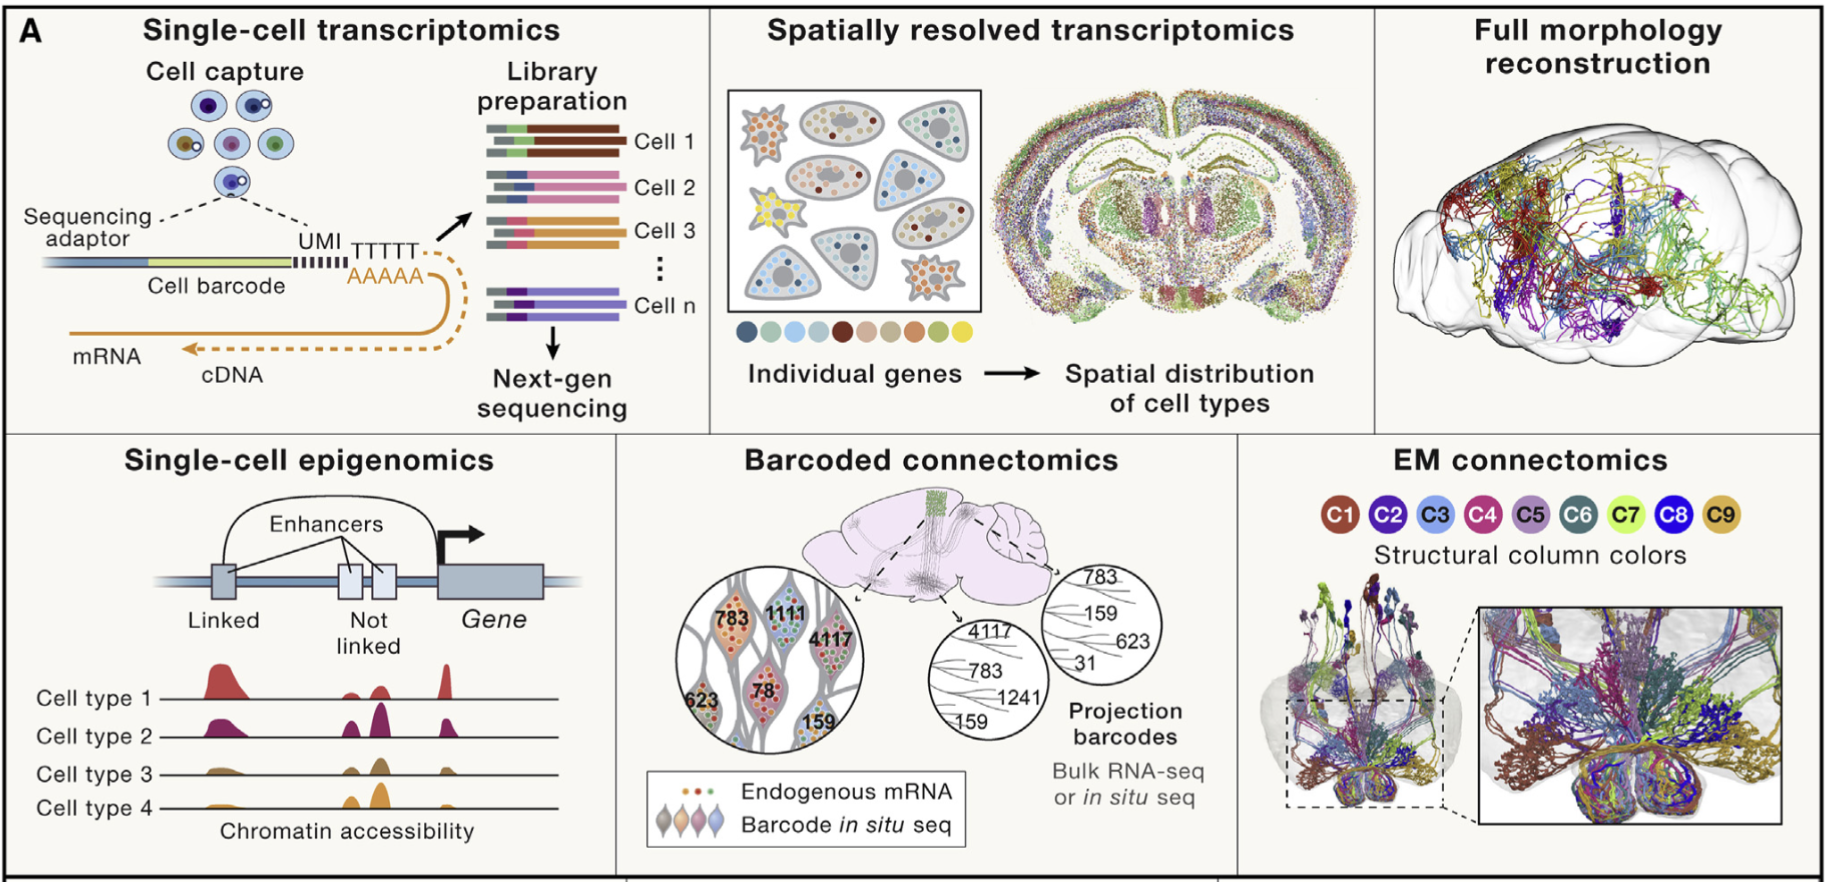 A
Single-cell transcriptomics
Cell capture
Library
preparation
Cell 1
Cell 2
Cell 3
Cell n
Sequencing
adaptor
UMI
TTTTT
AAAAA
Cell barcode
mRNA
cDNA
Next-gen
sequencing
Spatially resolved transcriptomics
Individual genes
Spatial distribution
of cell types
Full morphology
reconstruction
Single-cell epigenomics
Enhancers
Linked
Not
linked
Gene
Cell type 1
Cell type 2
Cell type 3
Cell type 4
Chromatin accessibility
Barcoded connectomics
783
1111
4117
623
78
159
4117
783
1241
159
783
159
623
31
Projection
barcodes
Bulk RNA-seq
or in situ seq
Endogenous mRNA
Barcode in situ seq
EM connectomics
C1 C2 C3 C4 C5 C6 C7 C8 C9
Structural column colors